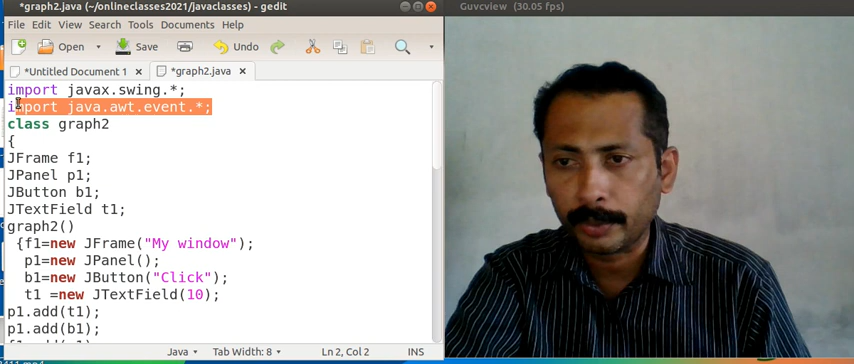 *graph2.java (~/onlineclasses2021/javaclasses) - gedit
Guvcview (30.05 fps)
File Edit View Search Tools Documents Help
Open Save Undo
*Untitled Document 1 × *graph2.java ×
import javax.swing.*;
import java.awt.event.*;
class graph2
{
JFrame f1;
JPanel p1;
JButton b1;
JTextField t1;
graph2()
{f1=new JFrame("My window");
p1=new JPanel();
b1=new JButton("Click");
t1 =new JTextField(10);
p1.add(t1);
p1.add(b1);
Java Tab Width: 8 Ln 2, Col 2 INS